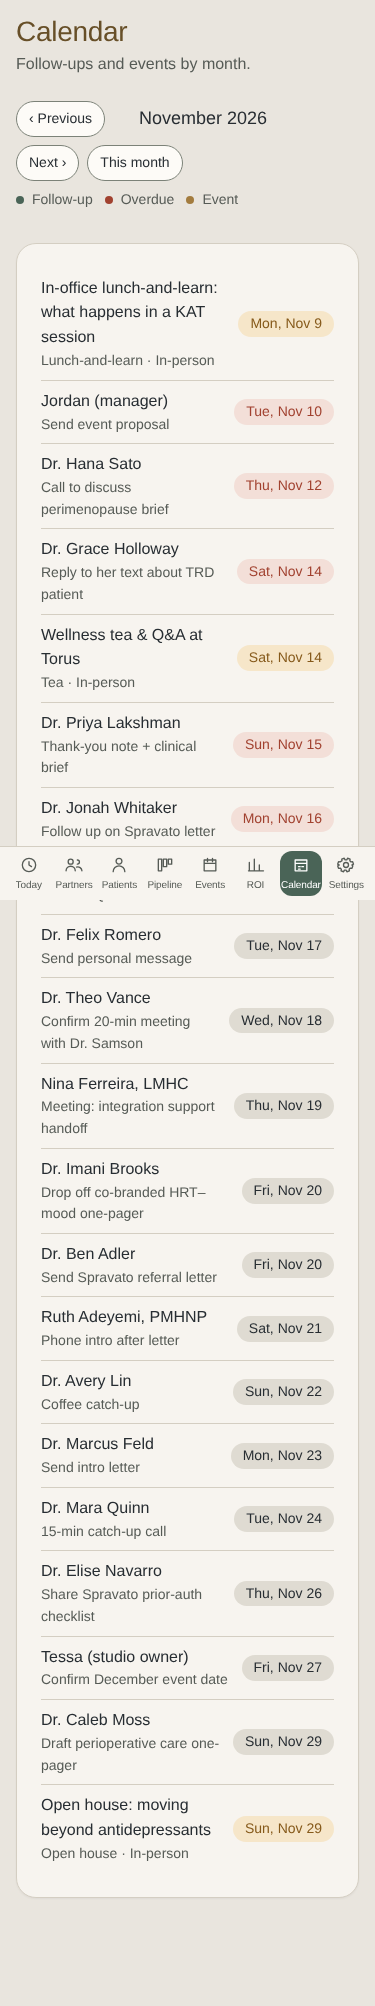 Calendar
Follow-ups and events by month.
‹ Previous
November 2026
Next ›
This month
Follow-up
Overdue
Event
In-office lunch-and-learn:
what happens in a KAT
session
Lunch-and-learn · In-person
Mon, Nov 9
Jordan (manager)
Send event proposal
Tue, Nov 10
Dr. Hana Sato
Call to discuss
perimenopause brief
Thu, Nov 12
Dr. Grace Holloway
Reply to her text about TRD
patient
Sat, Nov 14
Wellness tea & Q&A at
Torus
Tea · In-person
Sat, Nov 14
Dr. Priya Lakshman
Thank-you note + clinical
brief
Sun, Nov 15
Dr. Jonah Whitaker
Follow up on Spravato letter
Mon, Nov 16
Today
Partners
Patients
Pipeline
Events
ROI
Calendar
Settings
Dr. Felix Romero
Send personal message
Tue, Nov 17
Dr. Theo Vance
Confirm 20-min meeting
with Dr. Samson
Wed, Nov 18
Nina Ferreira, LMHC
Meeting: integration support
handoff
Thu, Nov 19
Dr. Imani Brooks
Drop off co-branded HRT–
mood one-pager
Fri, Nov 20
Dr. Ben Adler
Send Spravato referral letter
Fri, Nov 20
Ruth Adeyemi, PMHNP
Phone intro after letter
Sat, Nov 21
Dr. Avery Lin
Coffee catch-up
Sun, Nov 22
Dr. Marcus Feld
Send intro letter
Mon, Nov 23
Dr. Mara Quinn
15-min catch-up call
Tue, Nov 24
Dr. Elise Navarro
Share Spravato prior-auth
checklist
Thu, Nov 26
Tessa (studio owner)
Confirm December event date
Fri, Nov 27
Dr. Caleb Moss
Draft perioperative care one-
pager
Sun, Nov 29
Open house: moving
beyond antidepressants
Open house · In-person
Sun, Nov 29